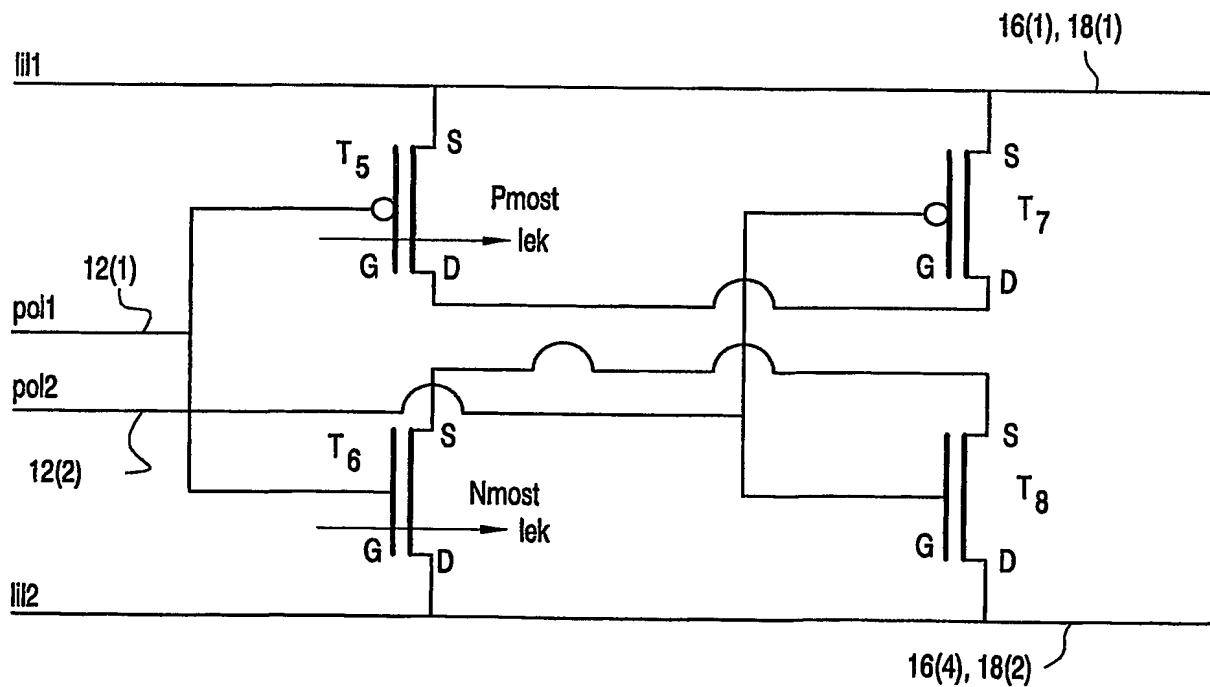 16(1), 18(1)
lil1
S
S
T5
Pmost
T7
lek
G
D
G
D
12(1)
pol1
pol2
S
S
T6
12(2)
Nmost
T8
lek
G
D
G
D
lil2
16(4), 18(2)